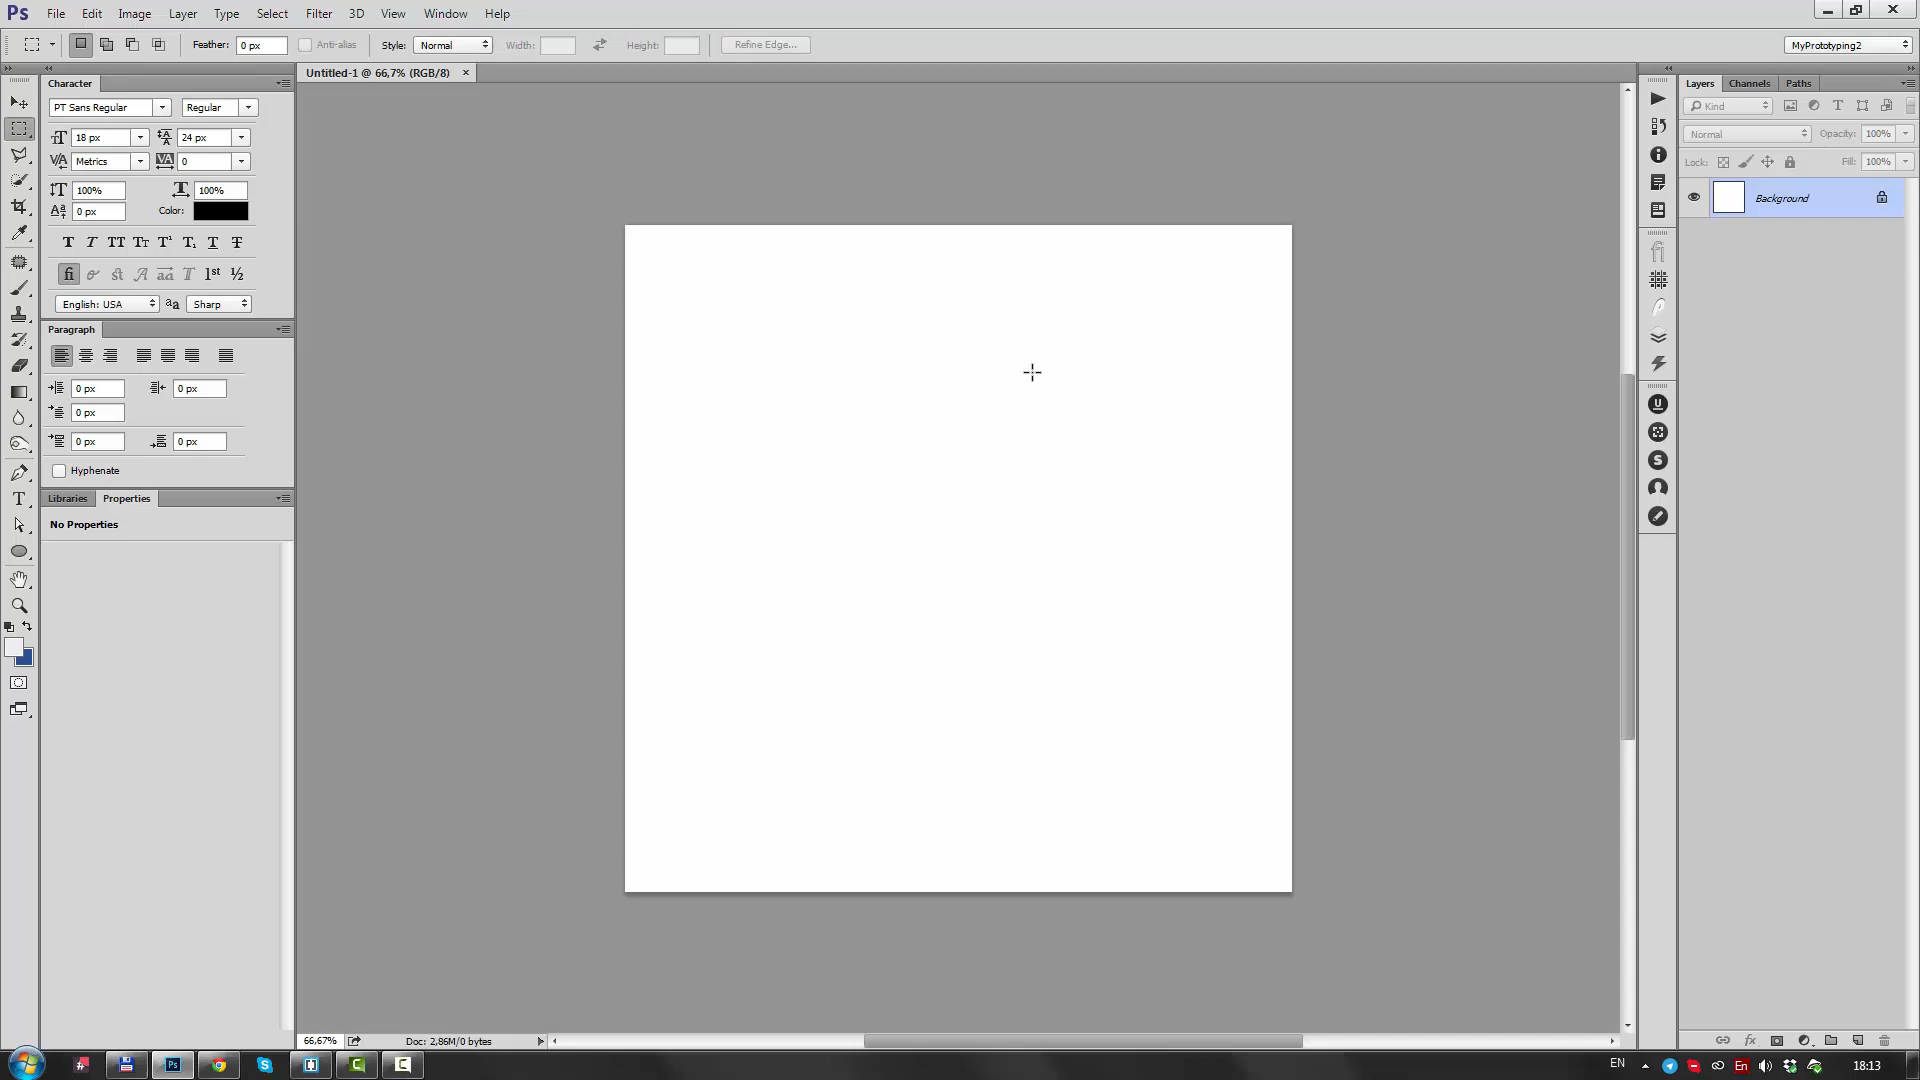 Ps File Edit Image Layer Type Select Filter 3D View Window Help
Feather: 0 px Anti-alias Style: Normal Width: Height: Refine Edge... MyPrototyping2
Untitled-1 @ 66,7% (RGB/8)
Character
PT Sans Regular Regular
18 px 24 px
Metrics 0
100% 100%
0 px Color:
English: USA Sharp
Paragraph
0 px 0 px
0 px
0 px 0 px
Hyphenate
Libraries Properties
No Properties
Layers Channels Paths
Kind
Normal Opacity: 100%
Lock: Fill: 100%
Background
66,67% Doc: 2,86M/0 bytes
Ps EN En 18:13